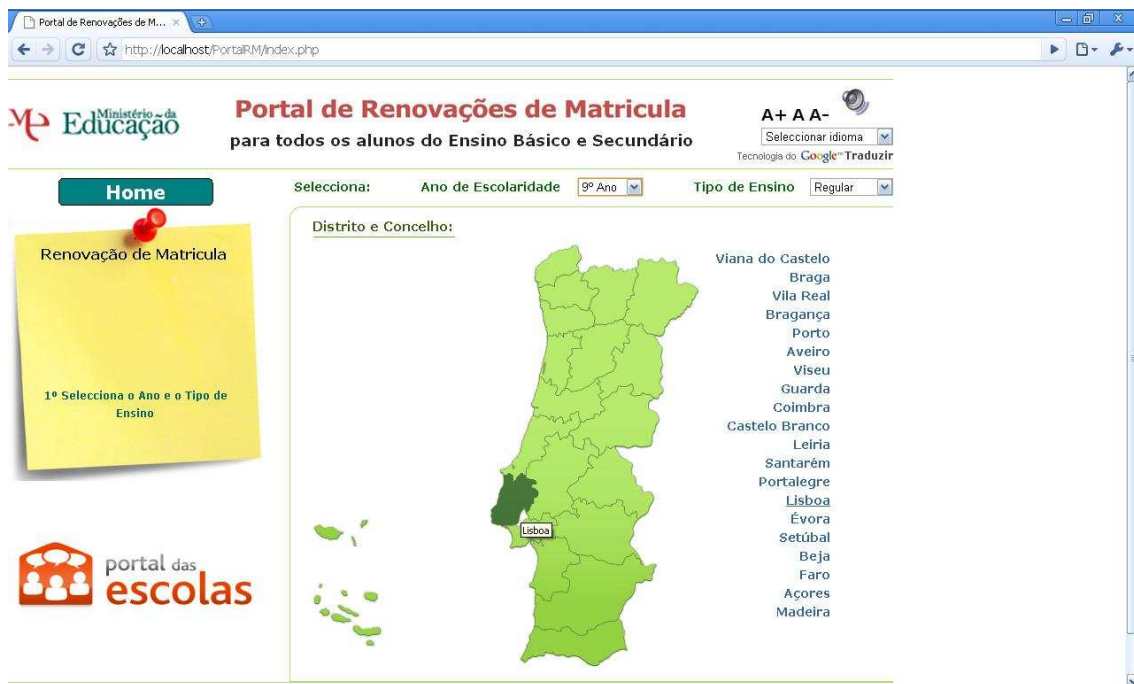 Portal de Renovações de M...
http://localhost/PortalRM/index.php
Ministério da
Educação
Portal de Renovações de Matricula
para todos os alunos do Ensino Básico e Secundário
A+ A A-
Seleccionar idioma
Tecnologia do Google™ Traduzir
Home
Selecciona: Ano de Escolaridade 9º Ano Tipo de Ensino Regular
Renovação de Matricula
1º Selecciona o Ano e o Tipo de
Ensino
portal das
escolas
Distrito e Concelho:
Lisboa
Viana do Castelo
Braga
Vila Real
Bragança
Porto
Aveiro
Viseu
Guarda
Coimbra
Castelo Branco
Leiria
Santarém
Portalegre
Lisboa
Évora
Setúbal
Beja
Faro
Açores
Madeira